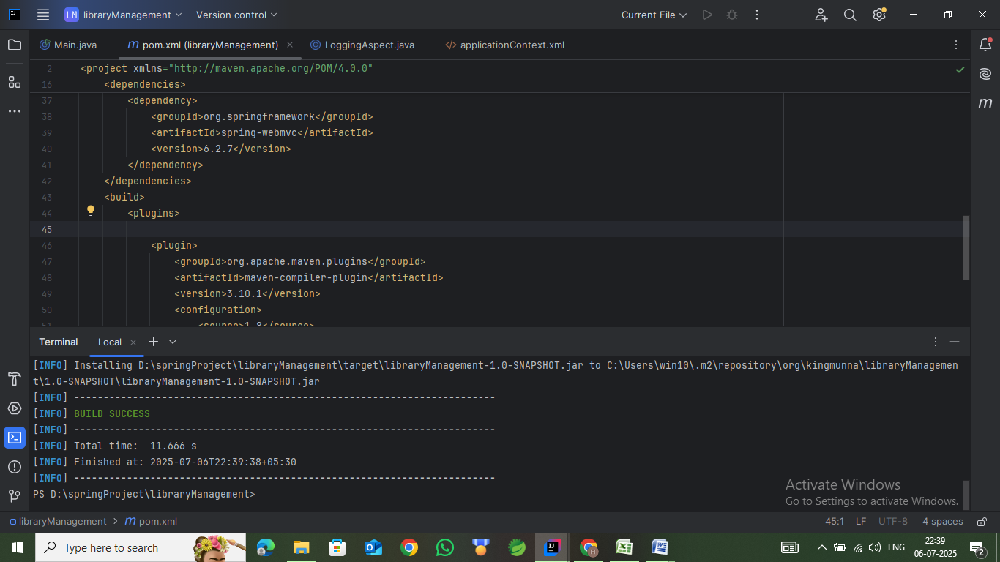 LM libraryManagement Version control Current File
Main.java pom.xml (libraryManagement) LoggingAspect.java applicationContext.xml
2 <project xmlns="http://maven.apache.org/POM/4.0.0"
16 <dependencies>
37 <dependency>
38 <groupId>org.springframework</groupId>
39 <artifactId>spring-webmvc</artifactId>
40 <version>6.2.7</version>
41 </dependency>
42 </dependencies>
43 <build>
44 <plugins>
45
46 <plugin>
47 <groupId>org.apache.maven.plugins</groupId>
48 <artifactId>maven-compiler-plugin</artifactId>
49 <version>3.10.1</version>
50 <configuration>
51 <source>1.8</source>
Terminal Local
[INFO] Installing D:\springProject\libraryManagement\target\libraryManagement-1.0-SNAPSHOT.jar to C:\Users\win10\.m2\repository\org\kingmunna\libraryManagemen
t\1.0-SNAPSHOT\libraryManagement-1.0-SNAPSHOT.jar
[INFO] ------------------------------------------------------------------------
[INFO] BUILD SUCCESS
[INFO] ------------------------------------------------------------------------
[INFO] Total time:  11.666 s
[INFO] Finished at: 2025-07-06T22:39:38+05:30
[INFO] ------------------------------------------------------------------------
PS D:\springProject\libraryManagement>
Activate Windows
Go to Settings to activate Windows.
libraryManagement > m pom.xml 45:1 LF UTF-8 4 spaces
Type here to search
ENG
22:39
06-07-2025
2